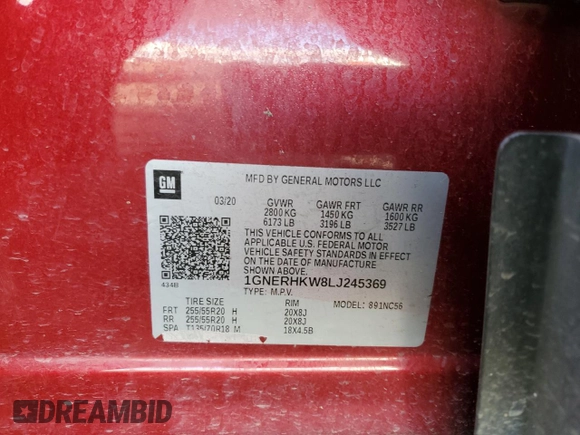 GM
MFD BY GENERAL MOTORS LLC
03/20 GVWR GAWR FRT GAWR RR
2800 KG 1450 KG 1600 KG
6173 LB 3196 LB 3527 LB
THIS VEHICLE CONFORMS TO ALL
APPLICABLE U.S. FEDERAL MOTOR
VEHICLE SAFETY STANDARDS IN EFFECT
ON THE DATE OF MANUFACTURE
SHOWN ABOVE.
1GNERHKW8LJ245369
434B TYPE: M.P.V.
TIRE SIZE RIM MODEL: 891NC56
FRT 255/55R20 H 20X8J
RR 255/55R20 H 20X8J
SPA T135/70R18 M 18X4.5B
DREAMBID